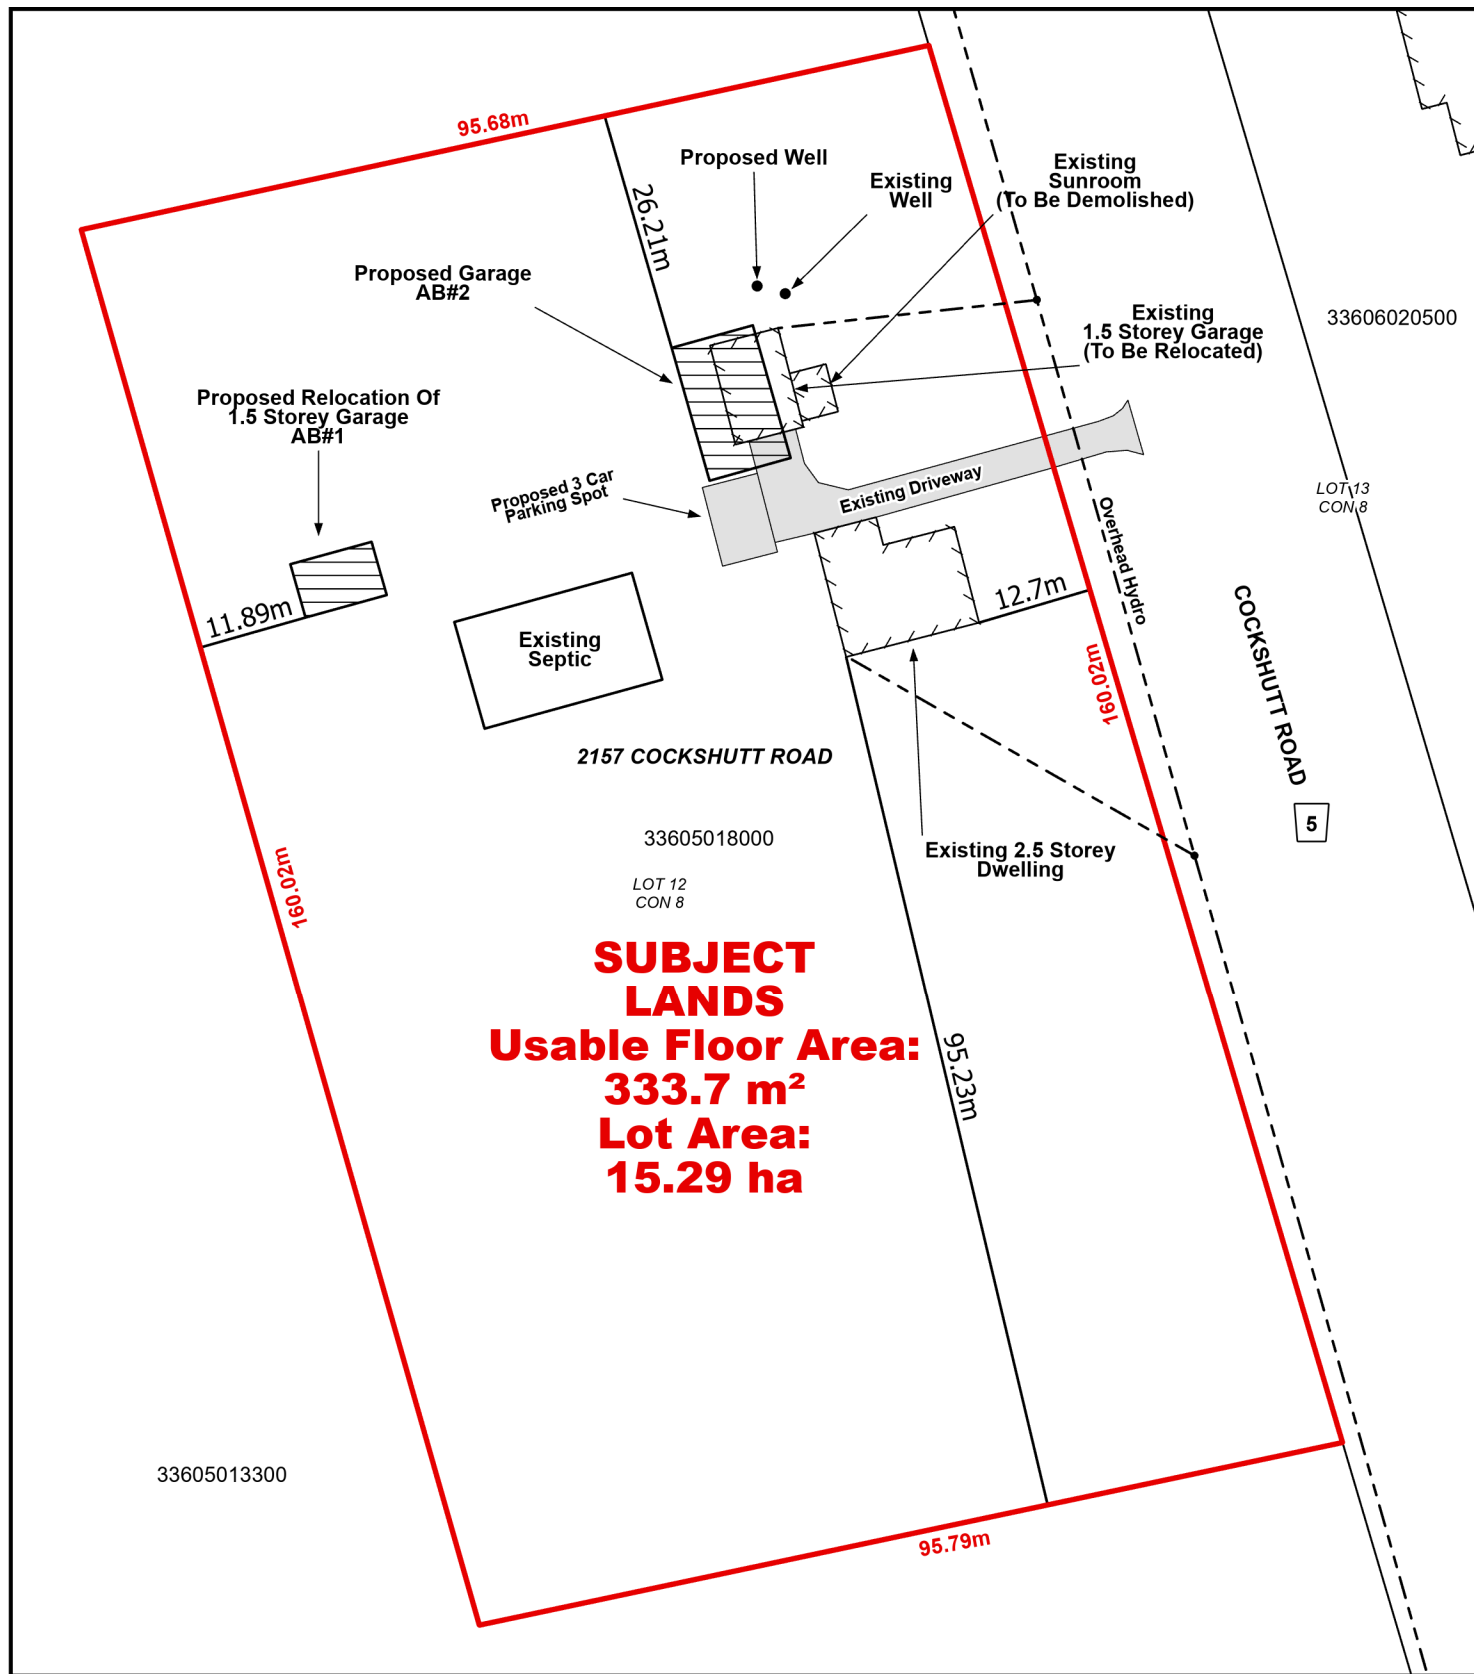 95.68m
Proposed Well
Existing
Well
Existing
Sunroom
(To Be Demolished)
26.21m
Proposed Garage
AB#2
Existing
1.5 Storey Garage
(To Be Relocated)
33606020500
Proposed Relocation Of
1.5 Storey Garage
AB#1
Proposed 3 Car
Parking Spot
Existing Driveway
LOT 13
CON 8
Overhead Hydro
11.89m
12.7m
Existing
Septic
COCKSHUTT ROAD
160.02m
2157 COCKSHUTT ROAD
5
33605018000
Existing 2.5 Storey
Dwelling
160.02m
LOT 12
CON 8
SUBJECT
LANDS
Usable Floor Area:
333.7 m²
Lot Area:
15.29 ha
95.23m
33605013300
95.79m